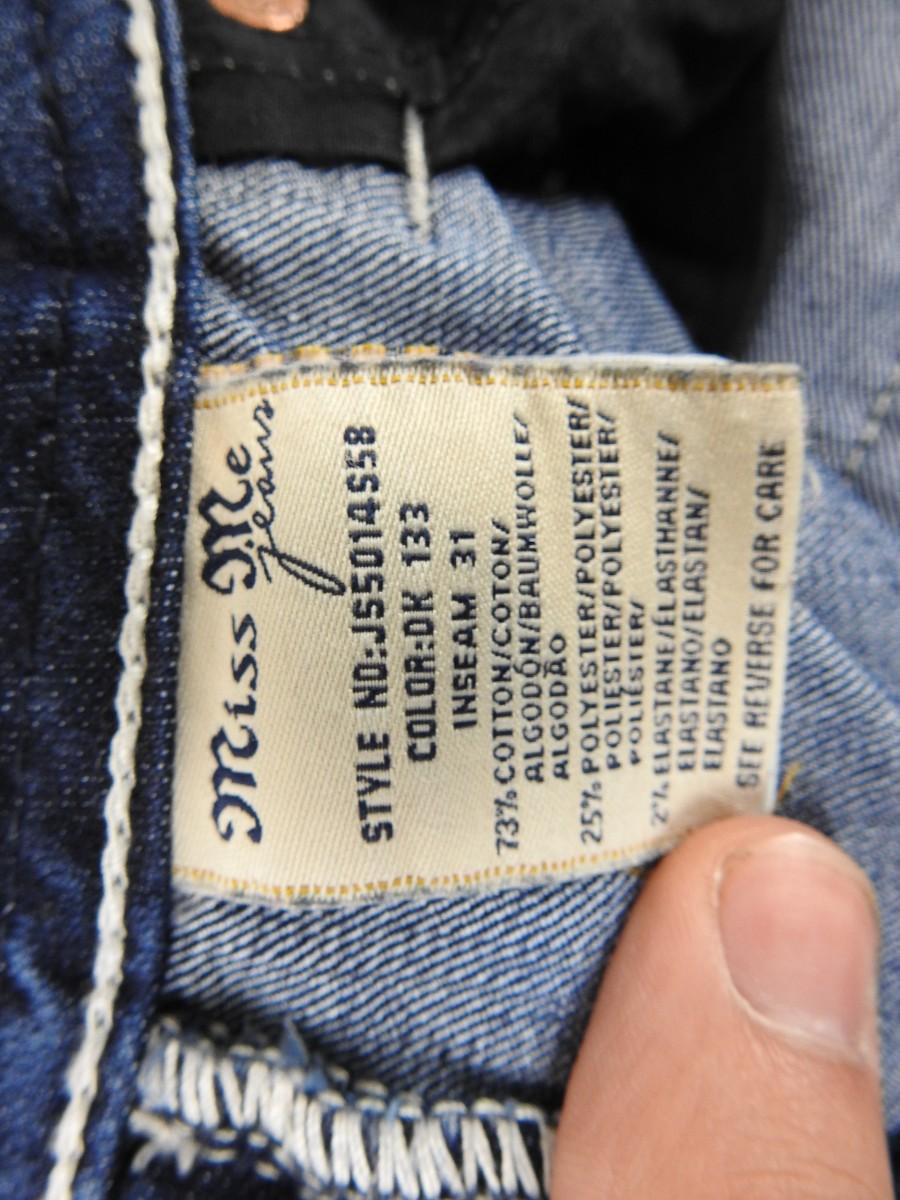 Miss Me
Jeans
STYLE NO:JS5014S58
COLOR:DK 133
INSEAM 31
73% COTTON/COTON/
ALGODÓN/BAUMWOLLE/
ALGODÃO
25% POLYESTER/POLYESTER/
POLIÉSTER/POLYESTER/
POLIÉSTER/
2% ELASTANE/ÉLASTHANNE/
ELASTANO/ELASTAN/
ELASTANO
SEE REVERSE FOR CARE